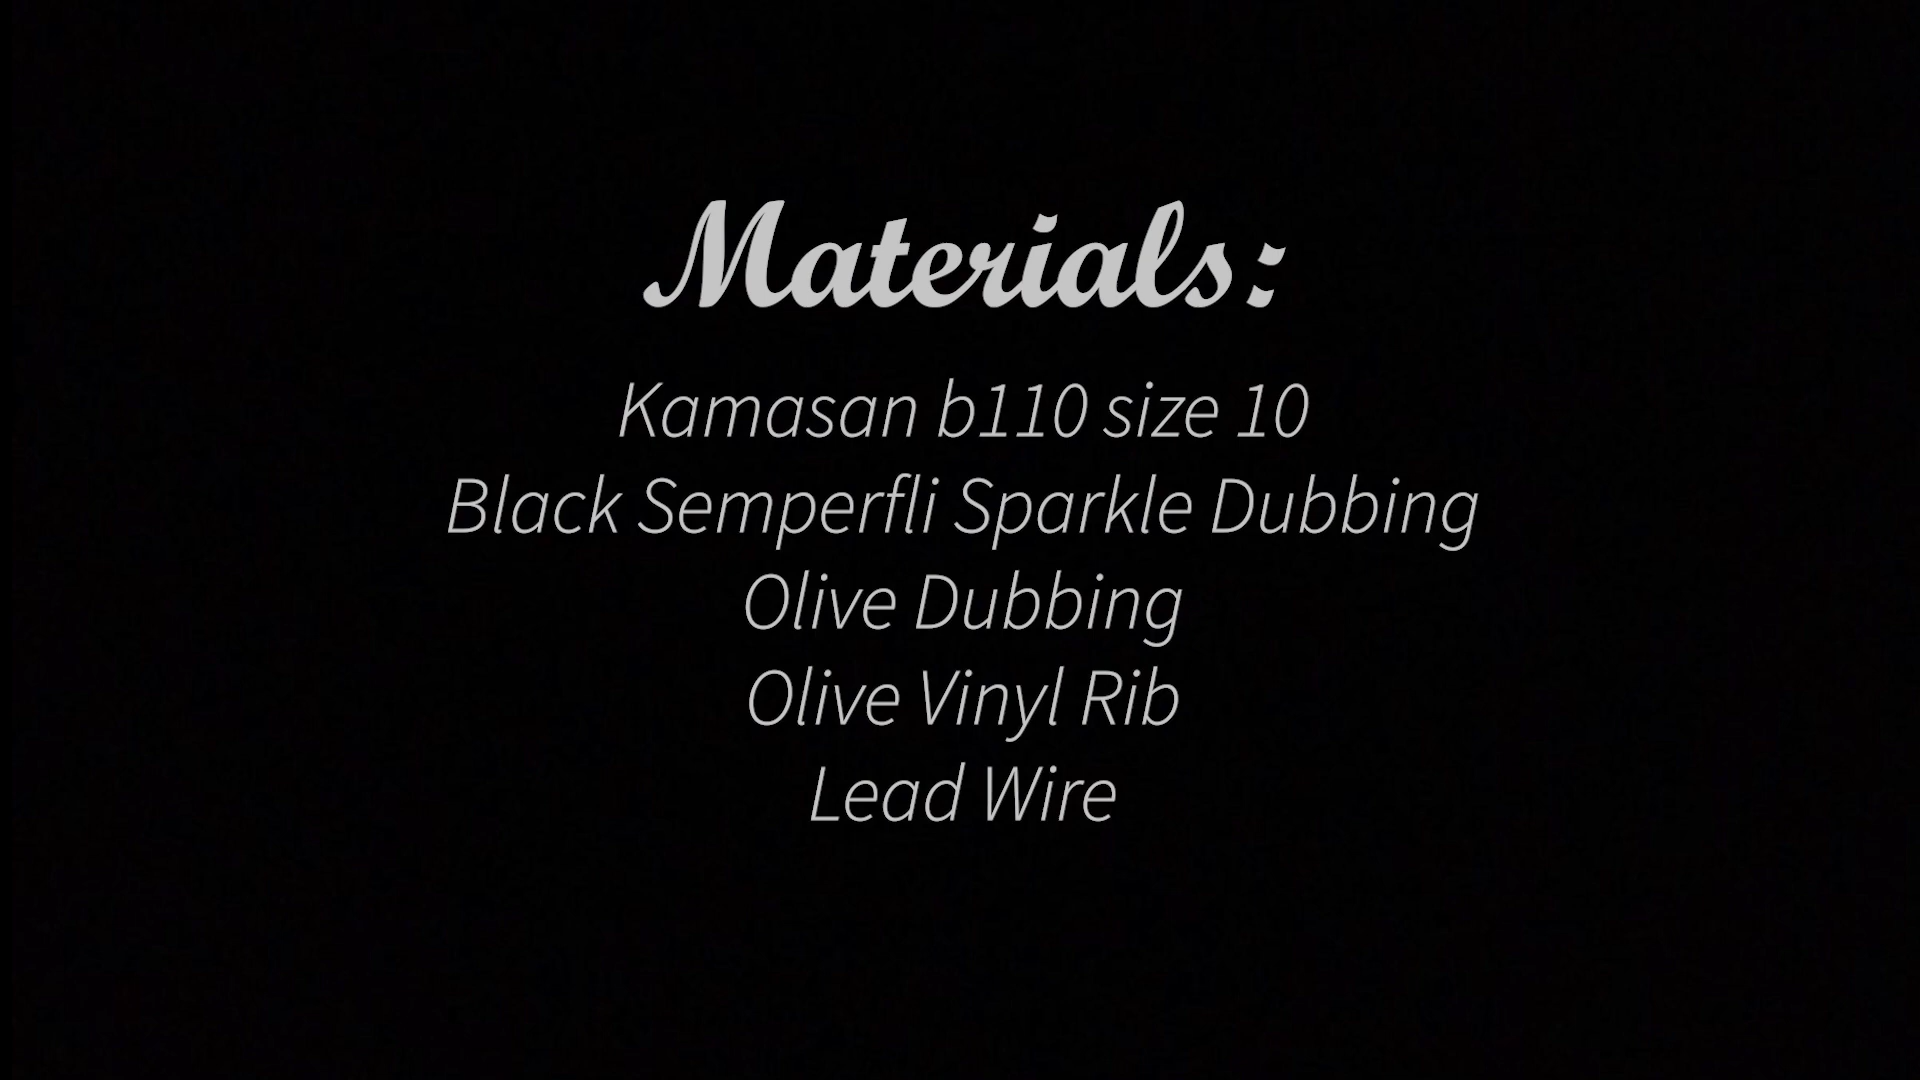 Materials:
Kamasan b110 size 10
Black Semperfli Sparkle Dubbing
Olive Dubbing
Olive Vinyl Rib
Lead Wire